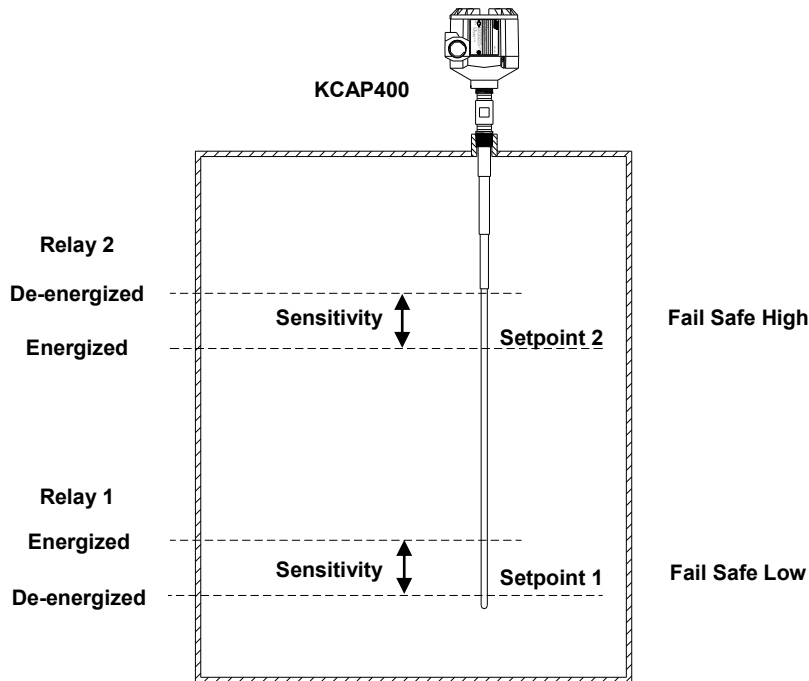 KCAP400
Relay 2
De-energized
Sensitivity
Fail Safe High
Energized
Setpoint 2
Relay 1
Energized
Sensitivity
Setpoint 1
Fail Safe Low
De-energized